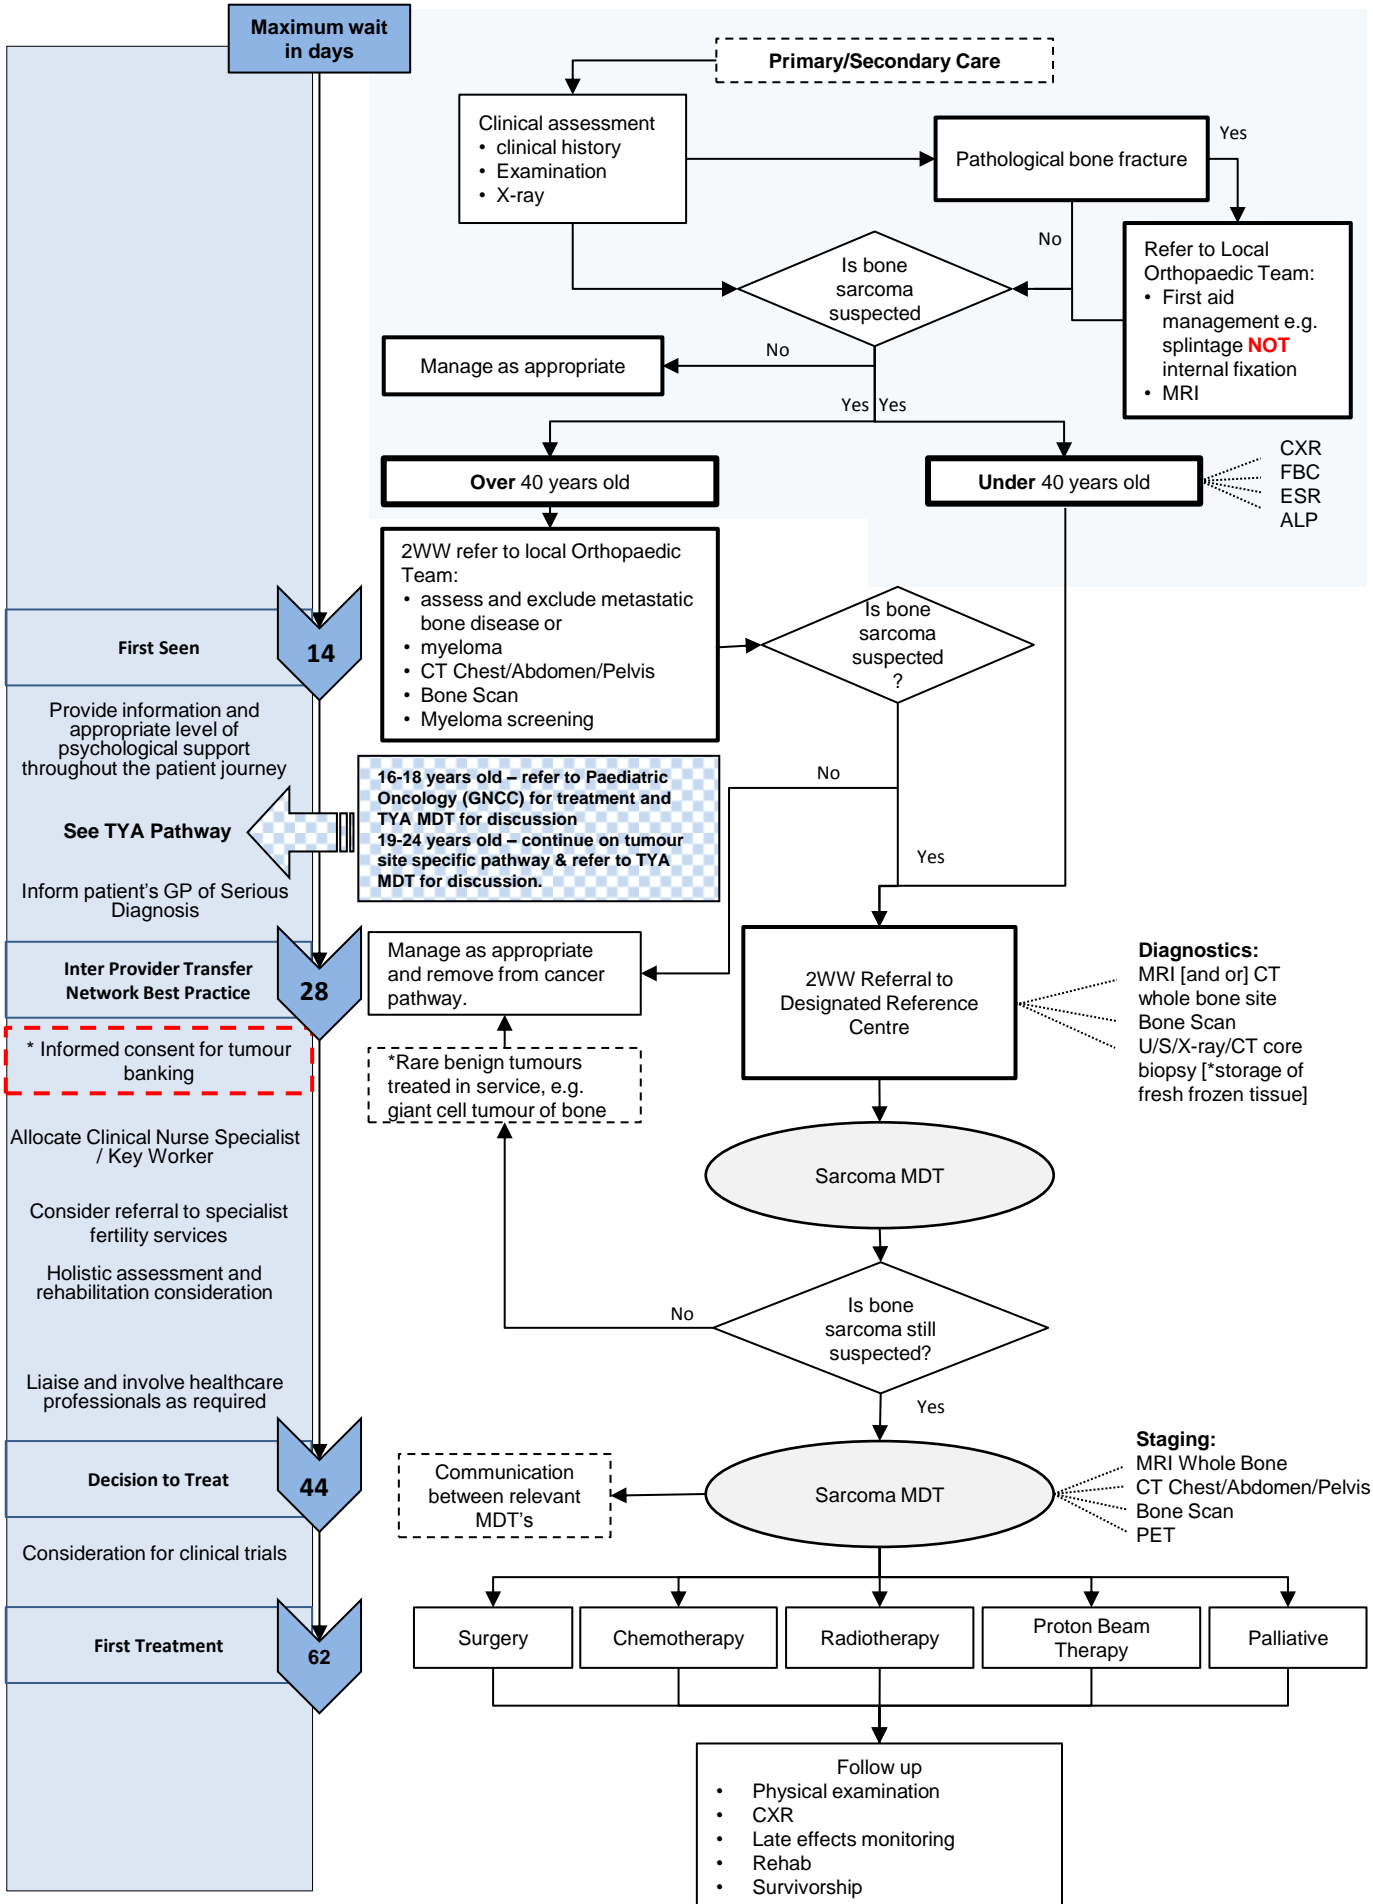 Maximum wait
in days
Primary/Secondary Care
Clinical assessment
• clinical history
• Examination
• X-ray
Pathological bone fracture
Yes
No
Refer to Local
Orthopaedic Team:
• First aid
management e.g.
splintage NOT
internal fixation
• MRI
Is bone
sarcoma
suspected
No
Manage as appropriate
Yes Yes
Over 40 years old
Under 40 years old
CXR
FBC
ESR
ALP
2WW refer to local Orthopaedic
Team:
• assess and exclude metastatic
bone disease or
• myeloma
• CT Chest/Abdomen/Pelvis
• Bone Scan
• Myeloma screening
Is bone
sarcoma
suspected
?
First Seen
14
Provide information and
appropriate level of
psychological support
throughout the patient journey
No
16-18 years old – refer to Paediatric
Oncology (GNCC) for treatment and
TYA MDT for discussion
19-24 years old – continue on tumour
site specific pathway & refer to TYA
MDT for discussion.
See TYA Pathway
Yes
Inform patient's GP of Serious
Diagnosis
Inter Provider Transfer
Network Best Practice
28
Manage as appropriate
and remove from cancer
pathway.
2WW Referral to
Designated Reference
Centre
Diagnostics:
MRI [and or] CT
whole bone site
Bone Scan
U/S/X-ray/CT core
biopsy [*storage of
fresh frozen tissue]
* Informed consent for tumour
banking
*Rare benign tumours
treated in service, e.g.
giant cell tumour of bone
Allocate Clinical Nurse Specialist
/ Key Worker
Sarcoma MDT
Consider referral to specialist
fertility services
Holistic assessment and
rehabilitation consideration
No
Is bone
sarcoma still
suspected?
Liaise and involve healthcare
professionals as required
Yes
Decision to Treat
44
Communication
between relevant
MDT's
Sarcoma MDT
Staging:
MRI Whole Bone
CT Chest/Abdomen/Pelvis
Bone Scan
PET
Consideration for clinical trials
First Treatment
62
Surgery
Chemotherapy
Radiotherapy
Proton Beam
Therapy
Palliative
Follow up
• Physical examination
• CXR
• Late effects monitoring
• Rehab
• Survivorship